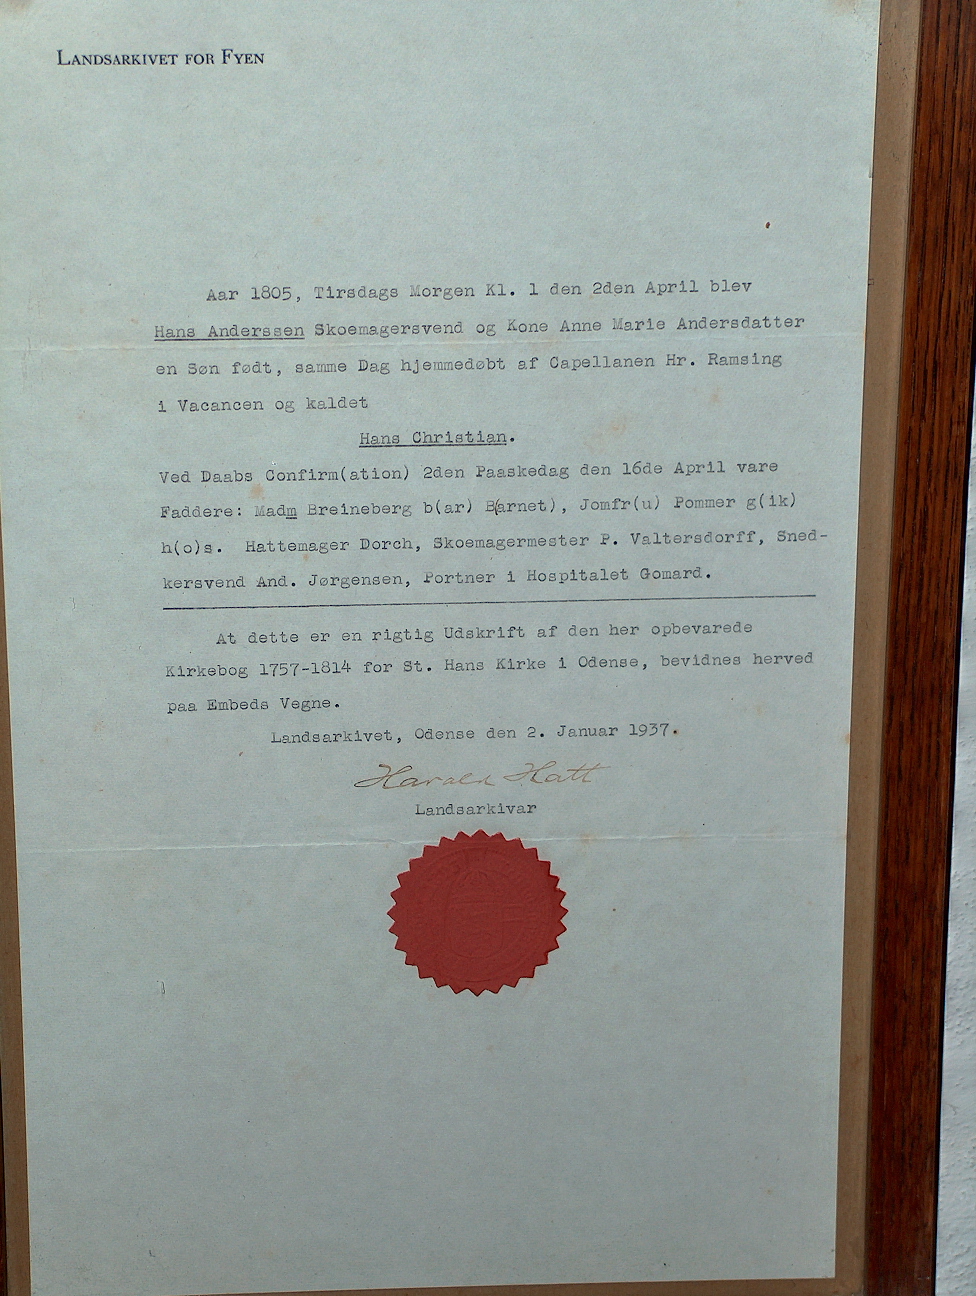 LANDSARKIVET FOR FYEN
Aar 1805, Tirsdags Morgen Kl. 1 den 2den April blev
Hans Anderssen Skoemagersvend og Kone Anne Marie Andersdatter
en Søn født, samme Dag hjemmedøbt af Capellanen Hr. Ramsing
i Vacancen og kaldet
Hans Christian.
Ved Daabs Confirm(ation) 2den Paaskedag den 16de April vare
Faddere: Madm Breineberg b(ar) B(arnet), Jomfr(u) Pommer g(ik)
h(o)s. Hattemager Dorch, Skoemagermester P. Valtersdorff, Sned-
kersvend And. Jørgensen, Portner i Hospitalet Gomard.
At dette er en rigtig Udskrift af den her opbevarede
Kirkebog 1757-1814 for St. Hans Kirke i Odense, bevidnes herved
paa Embeds Vegne.
Landsarkivet, Odense den 2. Januar 1937.
Harald Hatt
Landsarkivar